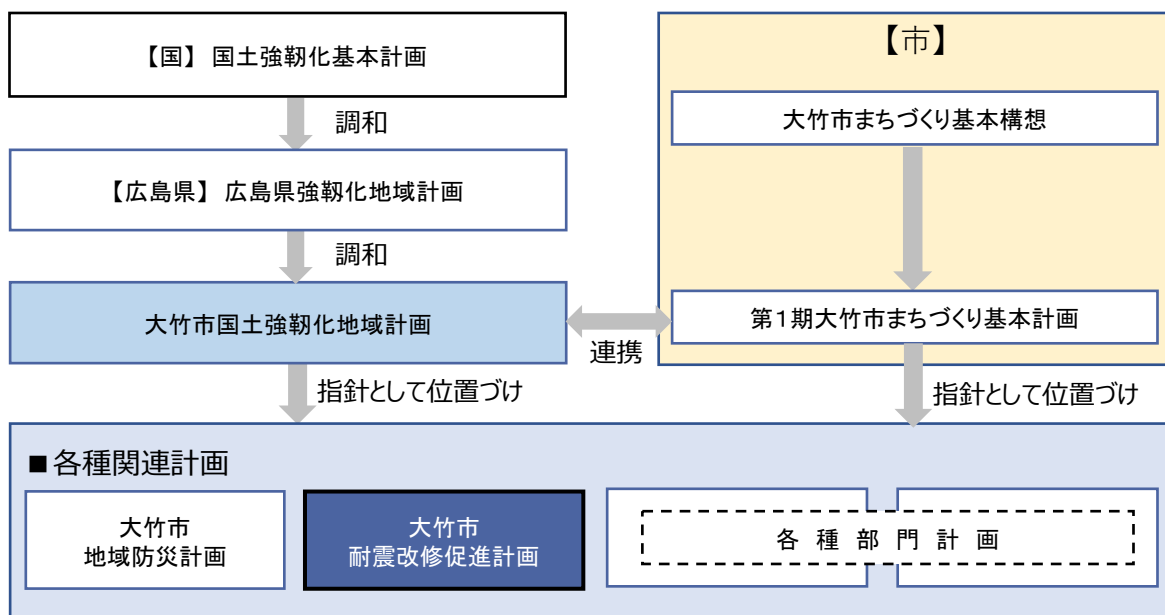 【国】 国土強靭化基本計画
調和
【広島県】 広島県強靱化地域計画
調和
大竹市国土強靭化地域計画
連携
【市】
大竹市まちづくり基本構想
第1期大竹市まちづくり基本計画
指針として位置づけ
指針として位置づけ
■各種関連計画
大竹市
地域防災計画
大竹市
耐震改修促進計画
各種部門計画